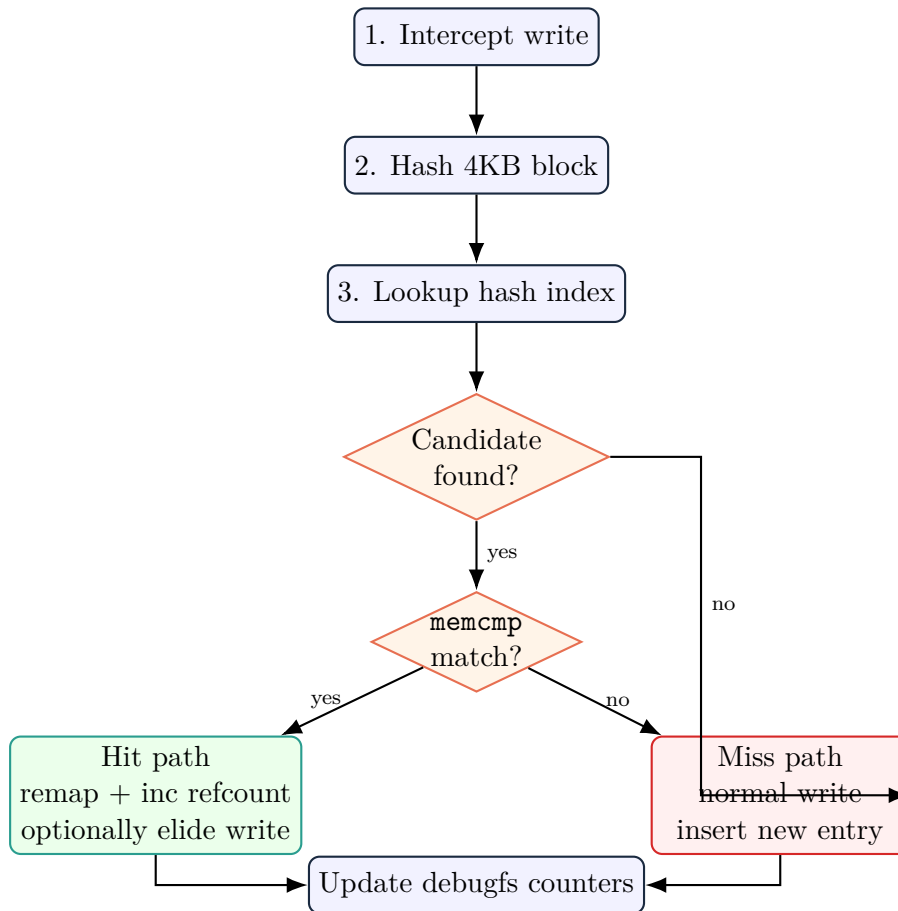 1. Intercept write
2. Hash 4KB block
3. Lookup hash index
Candidate
found?
yes
no
memcmp
match?
yes
no
Hit path
remap + inc refcount
optionally elide write
Miss path
normal write
insert new entry
Update debugfs counters